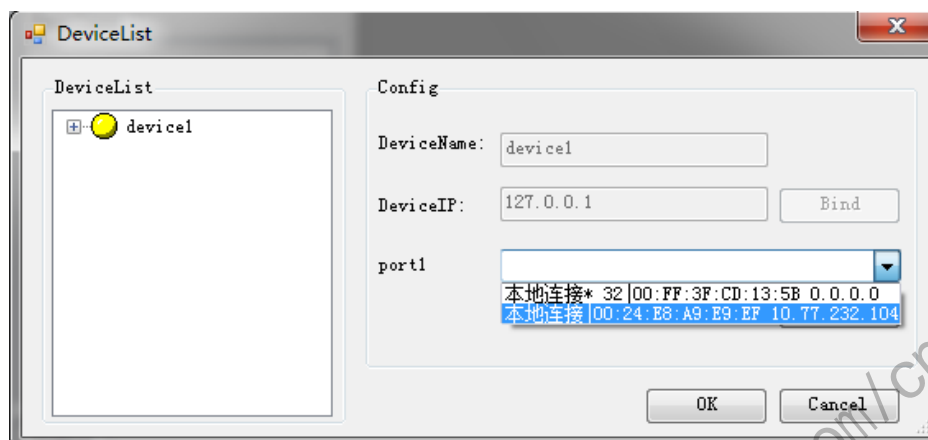 DeviceList
DeviceList
device1
Config
DeviceName:
device1
DeviceIP:
127.0.0.1
Bind
port1
本地连接* 32|00:FF:3F:CD:13:5B 0.0.0.0
本地连接|00:24:E8:A9:E9:EF 10.77.232.104
OK
Cancel